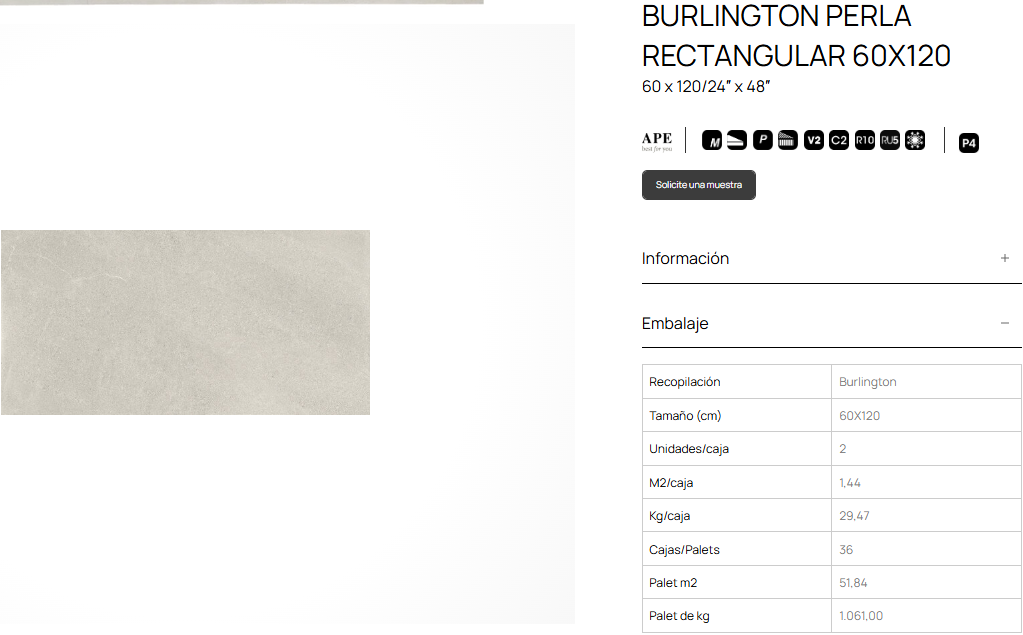 BURLINGTON PERLA
RECTANGULAR 60X120
60 x 120/24″ x 48″
APE
best for you
M P V2 C2 R10 RU5 P4
Solicite una muestra
Información +
Embalaje −
Recopilación Burlington
Tamaño (cm) 60X120
Unidades/caja 2
M2/caja 1,44
Kg/caja 29,47
Cajas/Palets 36
Palet m2 51,84
Palet de kg 1.061,00